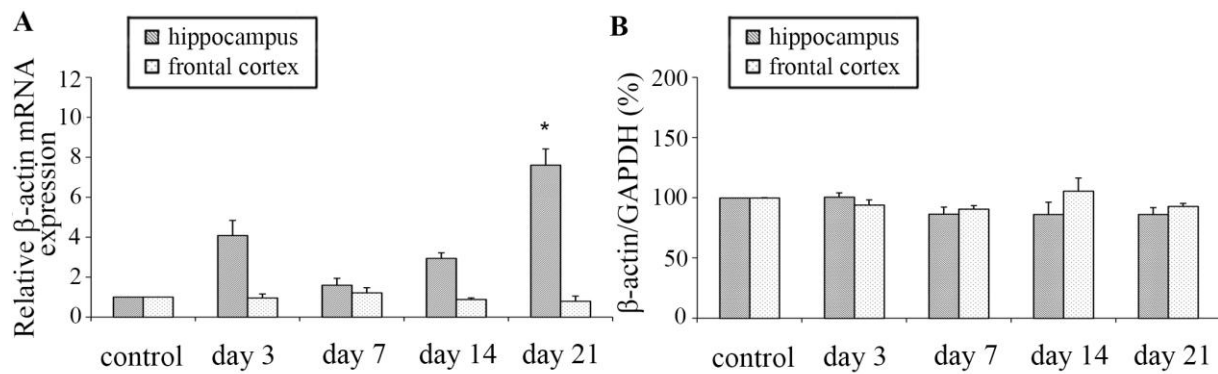 A
hippocampus
frontal cortex
Relative β-actin mRNA
expression
12
10
8
6
4
2
0
*
control day 3 day 7 day 14 day 21
B
hippocampus
frontal cortex
β-actin/GAPDH (%)
200
150
100
50
0
control day 3 day 7 day 14 day 21